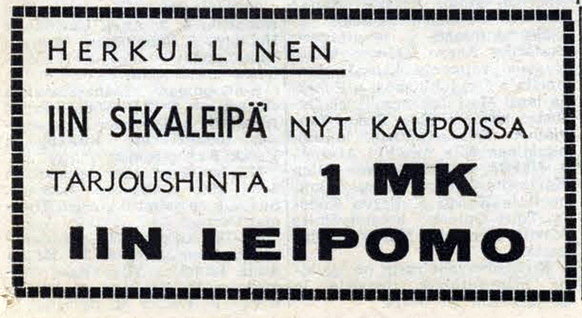 HERKULLINEN
IIN SEKALEIPÄ NYT KAUPOISSA
TARJOUSHINTA 1 MK
IIN LEIPOMO